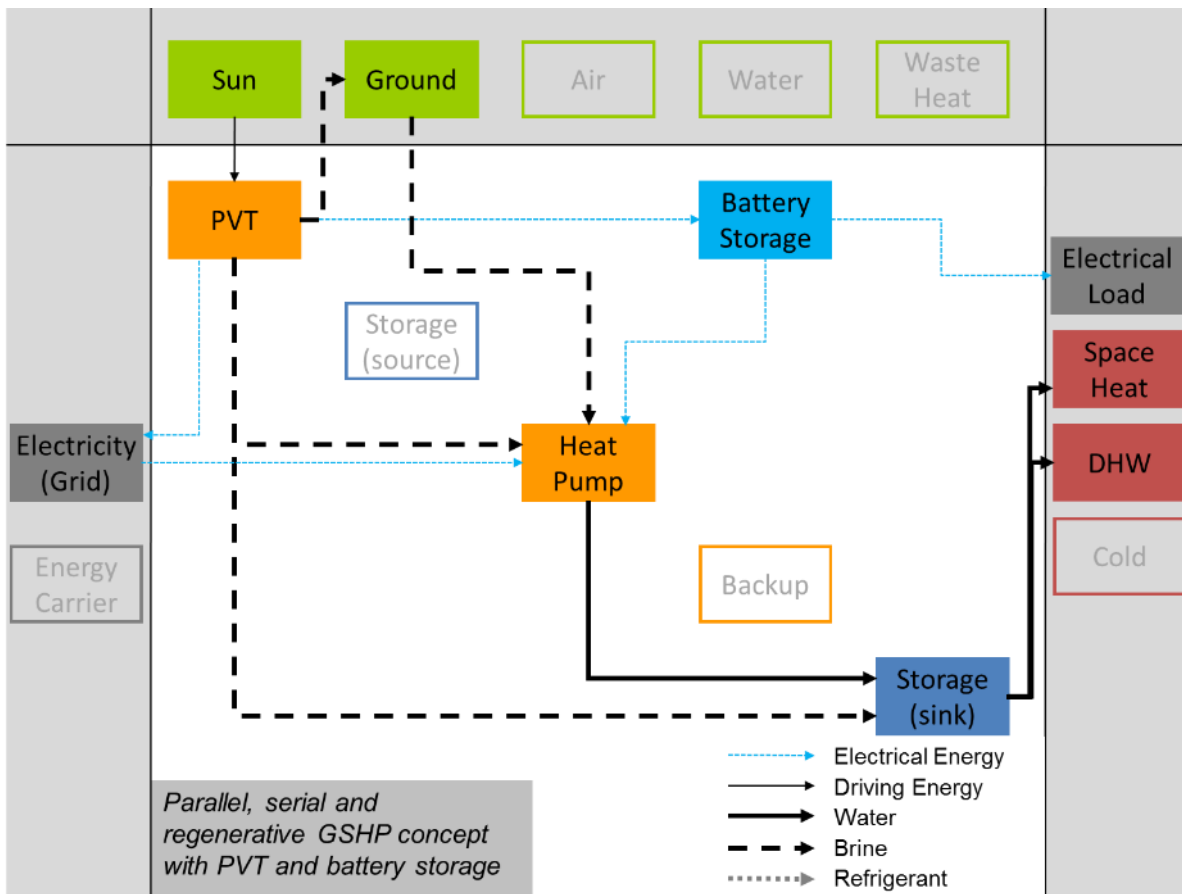 Sun
Ground
Air
Water
Waste
Heat
PVT
Battery
Storage
Electrical
Load
Storage
(source)
Space
Heat
Electricity
(Grid)
Heat
Pump
DHW
Energy
Carrier
Backup
Cold
Storage
(sink)
Electrical Energy
Driving Energy
Water
Brine
Refrigerant
Parallel, serial and
regenerative GSHP concept
with PVT and battery storage